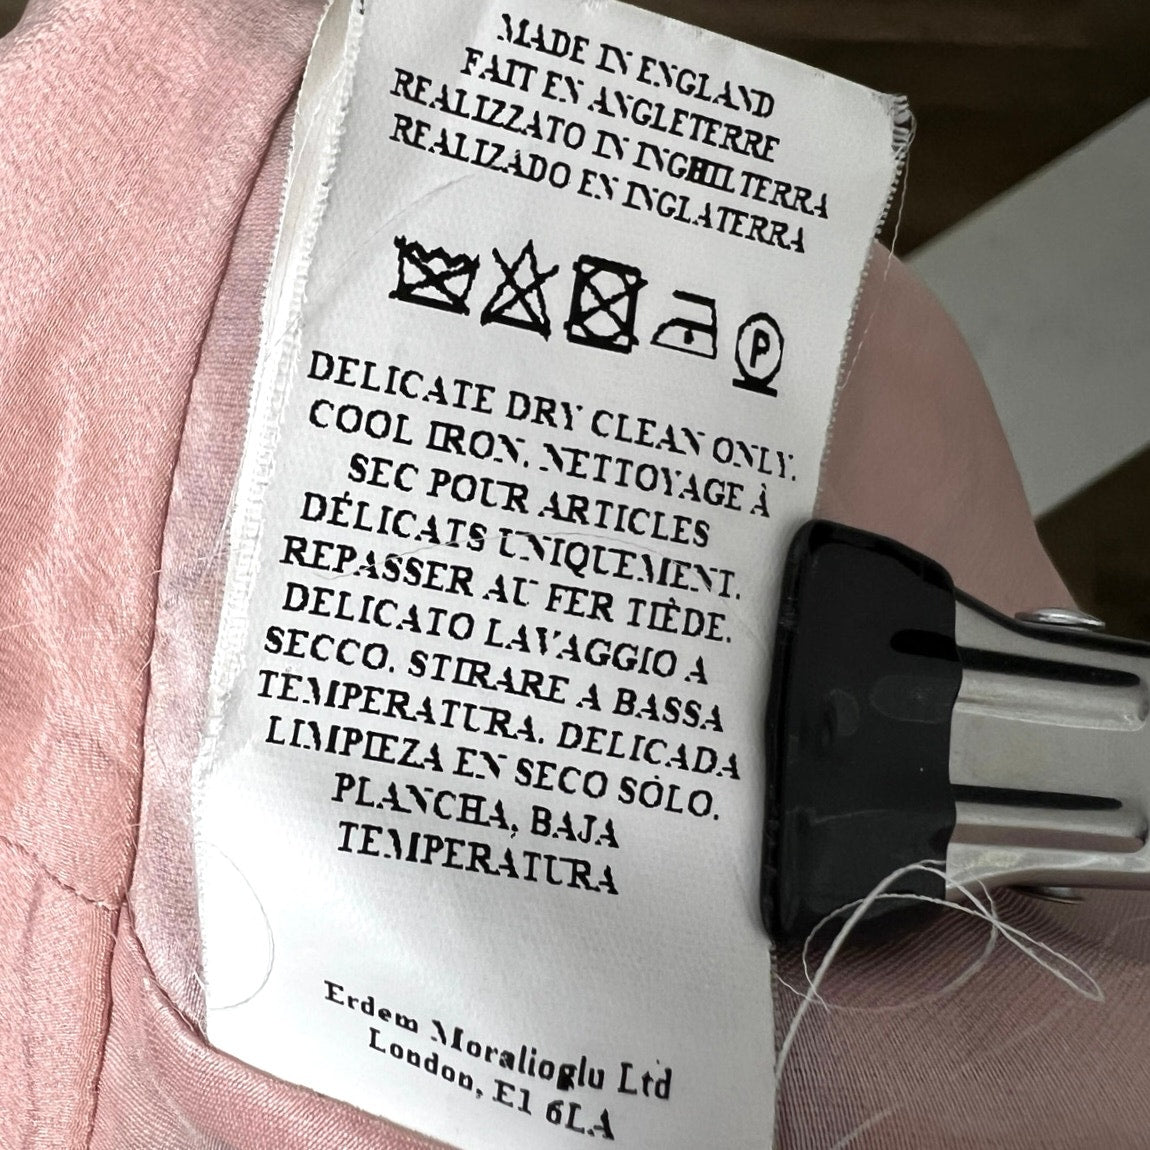 MADE IN ENGLAND
FAIT EN ANGLETERRE
REALIZZATO IN INGHILTERRA
REALIZADO EN INGLATERRA
P
DELICATE DRY CLEAN ONLY.
COOL IRON. NETTOYAGE À
SEC POUR ARTICLES
DÉLICATS UNIQUEMENT.
REPASSER AU FER TIÈDE.
DELICATO LAVAGGIO A
SECCO. STIRARE A BASSA
TEMPERATURA. DELICADA
LIMPIEZA EN SECO SÓLO.
PLANCHA, BAJA
TEMPERATURA
Erdem Moralioglu Ltd
London, E1 6LA